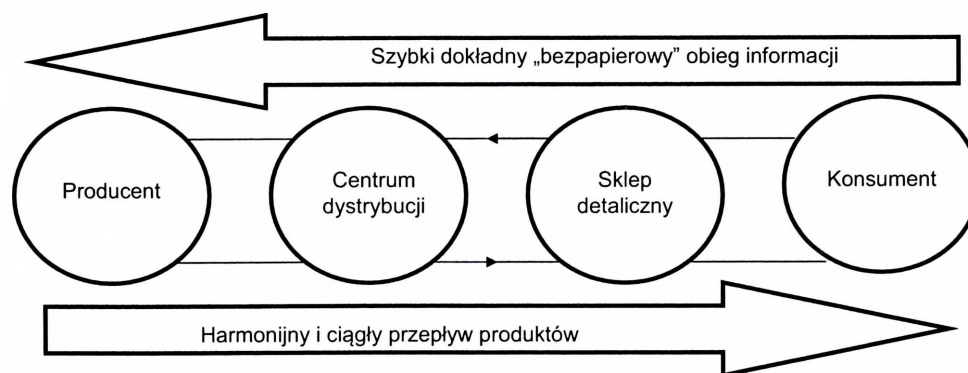 Szybki dokładny „bezpapierowy” obieg informacji
Producent
Centrum
dystrybucji
Sklep
detaliczny
Konsument
Harmonijny i ciągły przepływ produktów